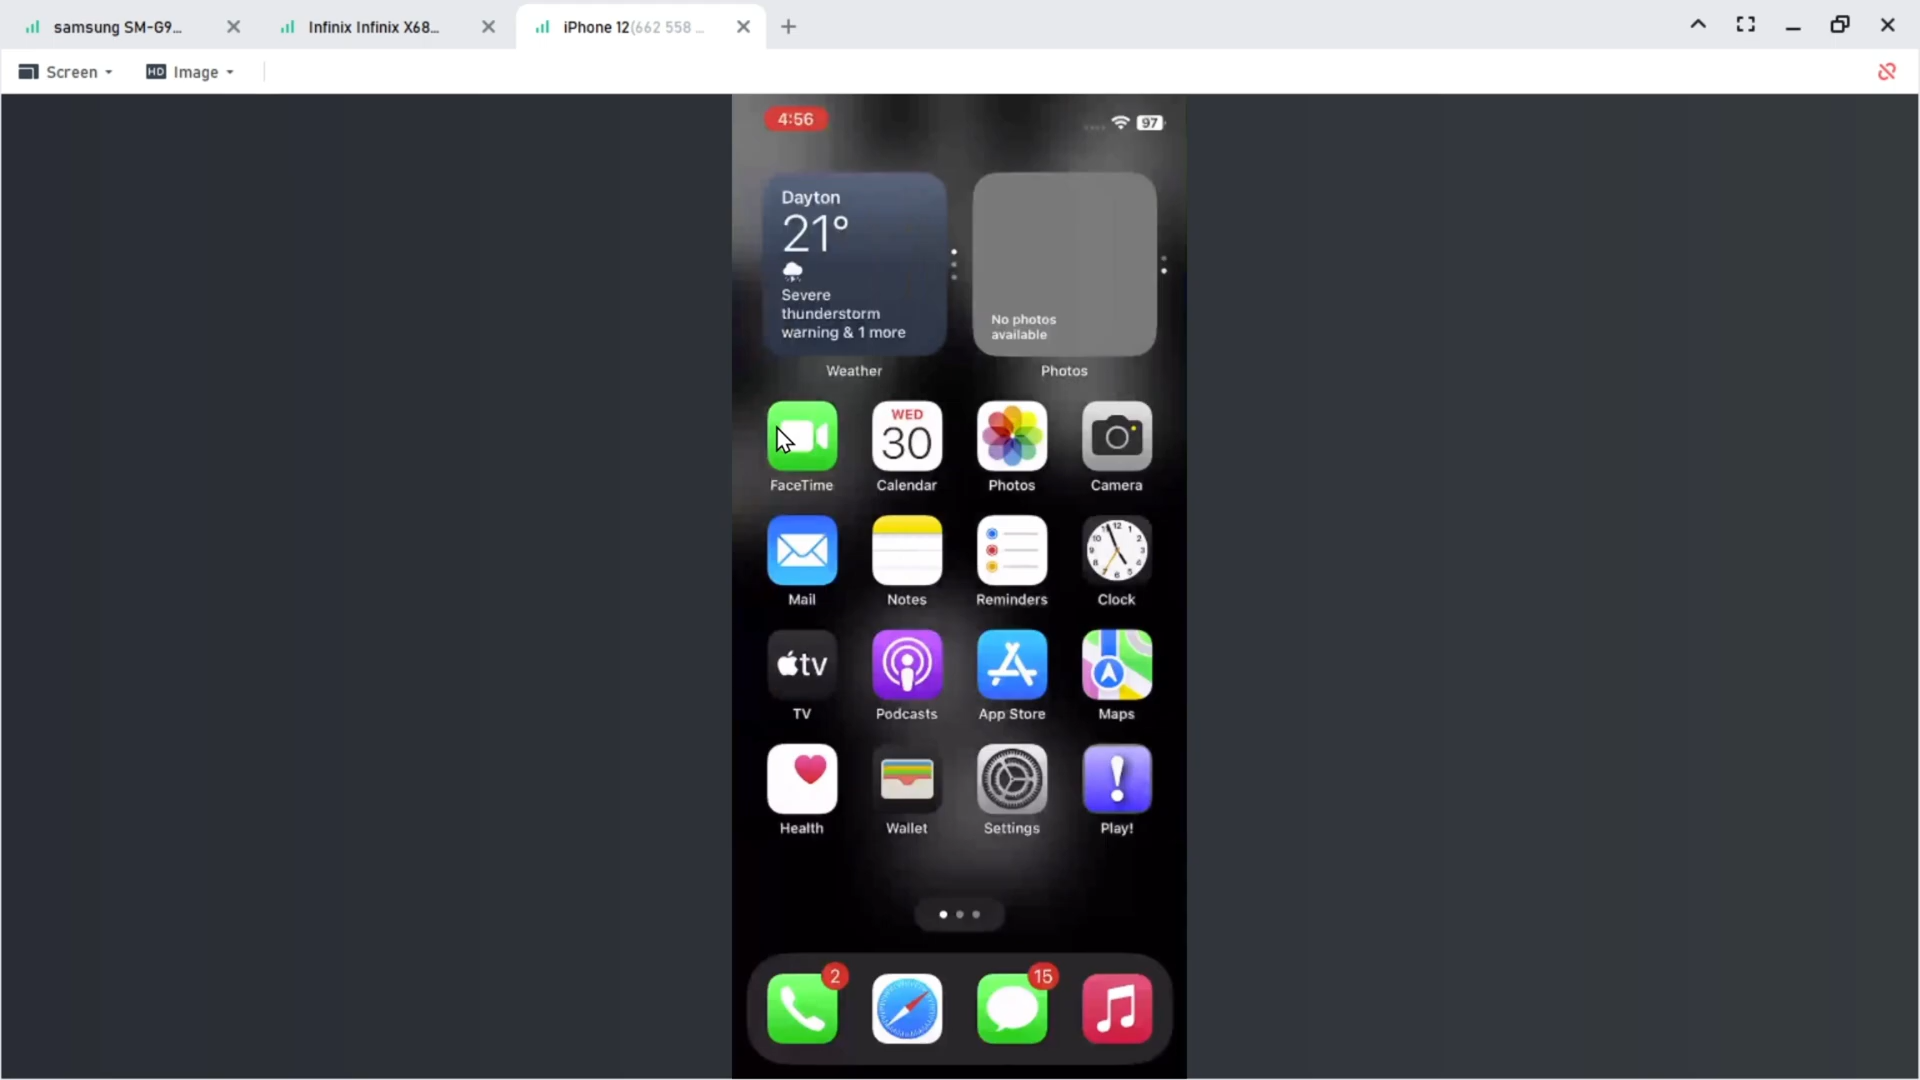 samsung SM-G9...
Infinix Infinix X68...
iPhone 12(662 558 ...
Screen
HD Image
4:56
97
Dayton
21°
Severe
thunderstorm
warning & 1 more
No photos
available
Weather
Photos
WED
30
FaceTime
Calendar
Photos
Camera
Mail
Notes
Reminders
Clock
tv
TV
Podcasts
App Store
Maps
Health
Wallet
Settings
Play!
2
15